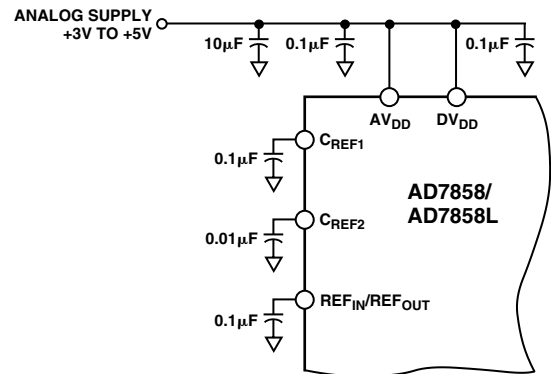 ANALOG SUPPLY
+3V TO +5V
10µF
0.1µF
0.1µF
AVDD
DVDD
CREF1
0.1µF
AD7858/
AD7858L
CREF2
0.01µF
REFIN/REFOUT
0.1µF